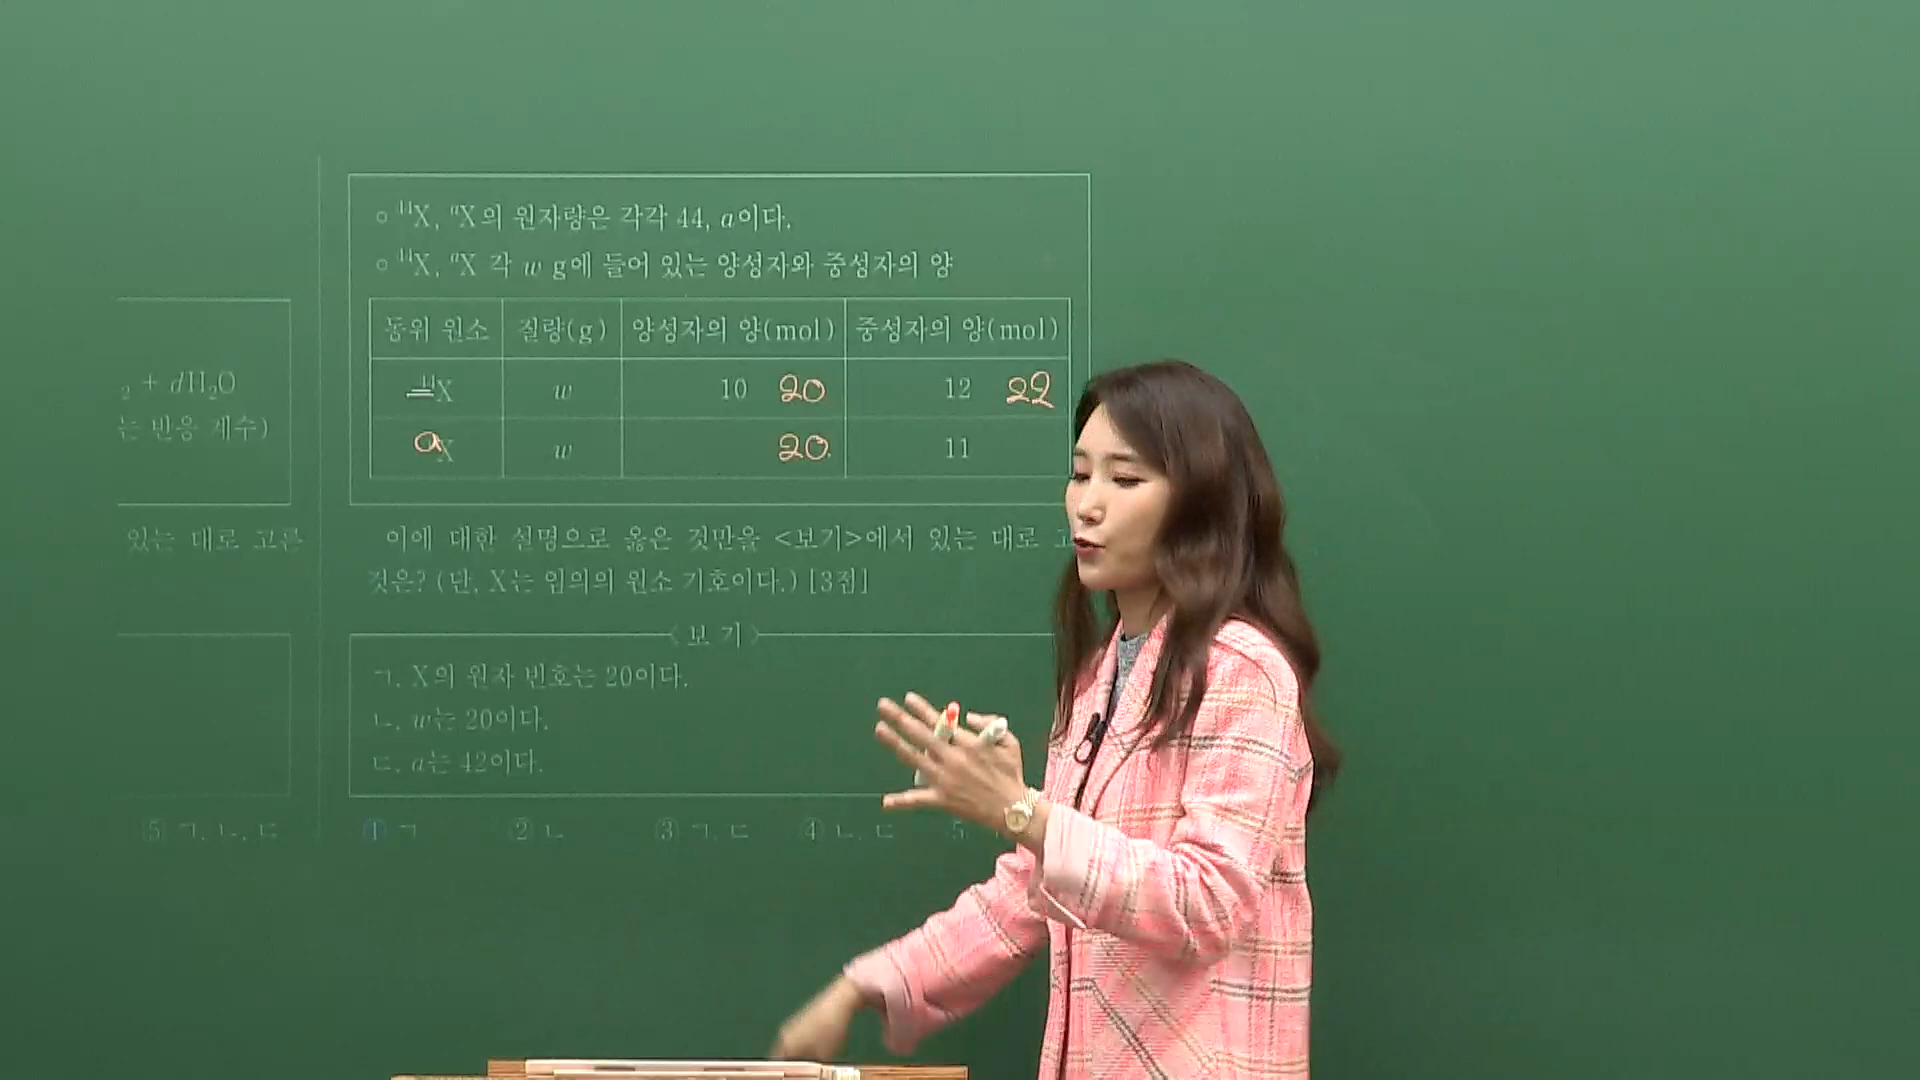 ₂ + dH₂O
는 반응 계수)
있는 대로 고른
⑤ ㄱ, ㄴ, ㄷ
○ ⁴⁴X, ᵃX의 원자량은 각각 44, a이다.
○ ⁴⁴X, ᵃX 각 w g에 들어 있는 양성자와 중성자의 양
동위 원소 질량(g) 양성자의 양(mol) 중성자의 양(mol)
⁴⁴X w 10 20 12 22
ᵃX w 20. 11
이에 대한 설명으로 옳은 것만을 <보기>에서 있는 대로
것은? (단, X는 임의의 원소 기호이다.) [3점]
<보 기>
ㄱ. X의 원자 번호는 20이다.
ㄴ. w는 20이다.
ㄷ. a는 42이다.
① ㄱ ② ㄴ ③ ㄱ, ㄷ ④ ㄴ, ㄷ 5